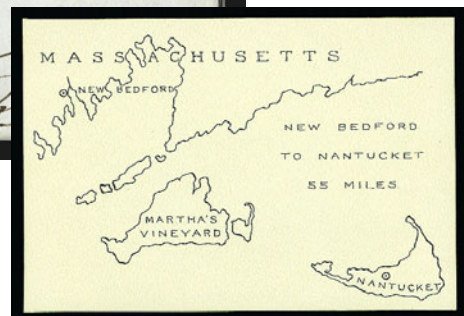 MASSACHUSETTS
NEW BEDFORD
NEW BEDFORD
TO NANTUCKET
55 MILES
MARTHA'S
VINEYARD
NANTUCKET